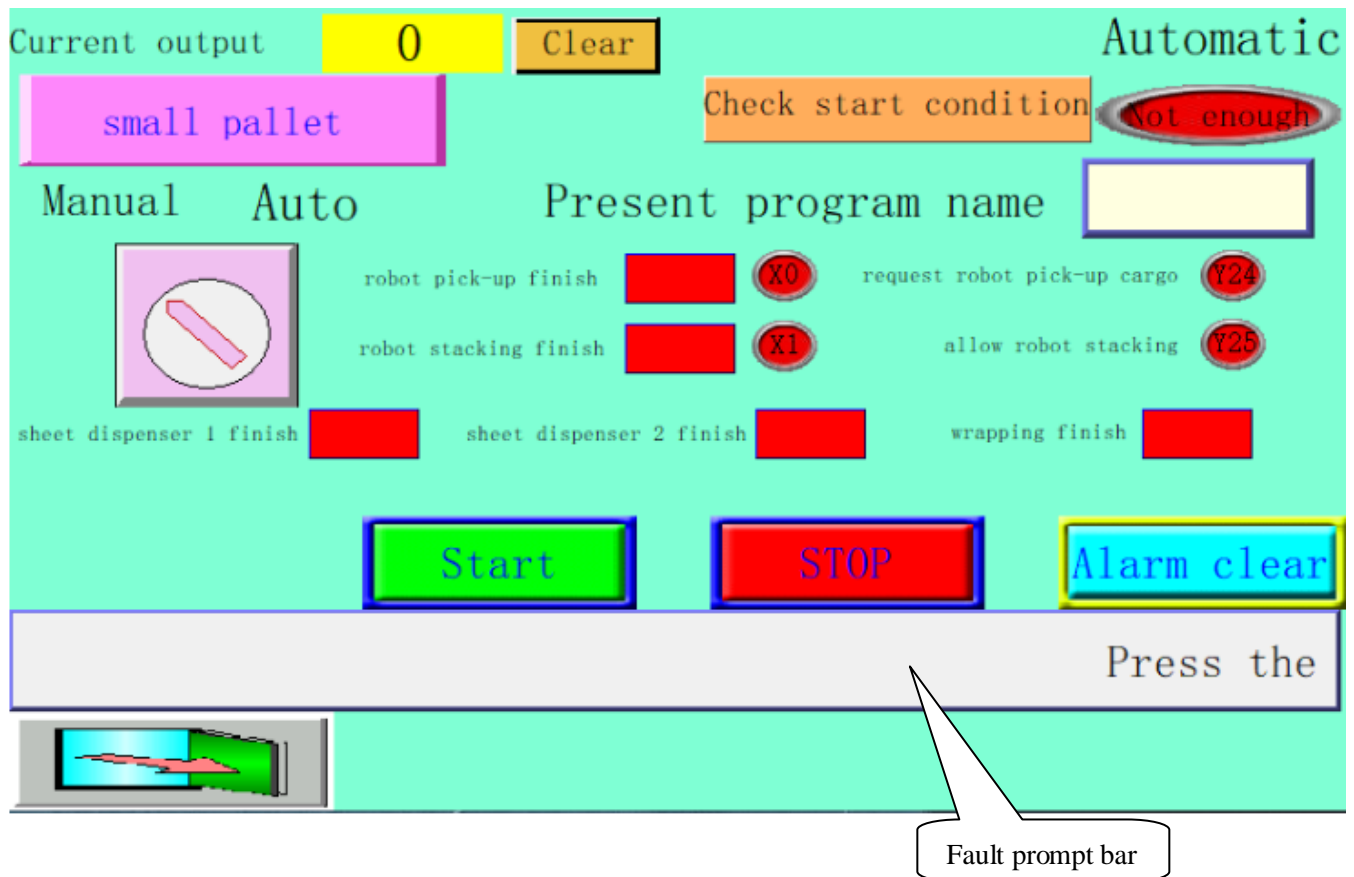 Current output
0
Clear
Automatic
small pallet
Check start condition
Not enough
Manual
Auto
Present program name
robot pick-up finish
X0
request robot pick-up cargo
Y24
robot stacking finish
X1
allow robot stacking
Y25
sheet dispenser 1 finish
sheet dispenser 2 finish
wrapping finish
Start
STOP
Alarm clear
Press the
Fault prompt bar